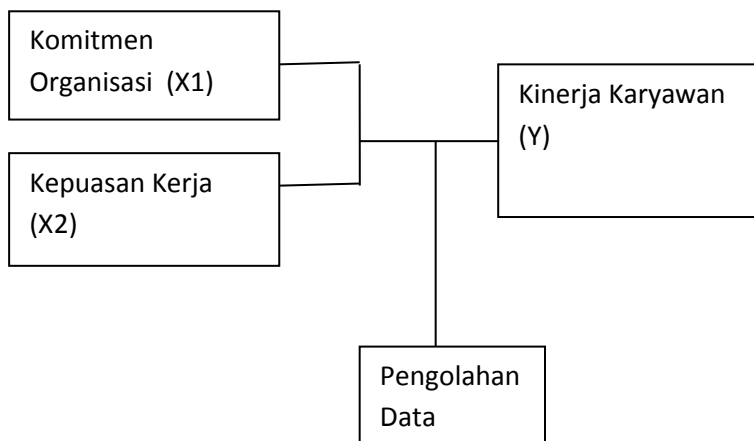 Komitmen
Organisasi (X1)
Kinerja Karyawan
(Y)
Kepuasan Kerja
(X2)
Pengolahan
Data